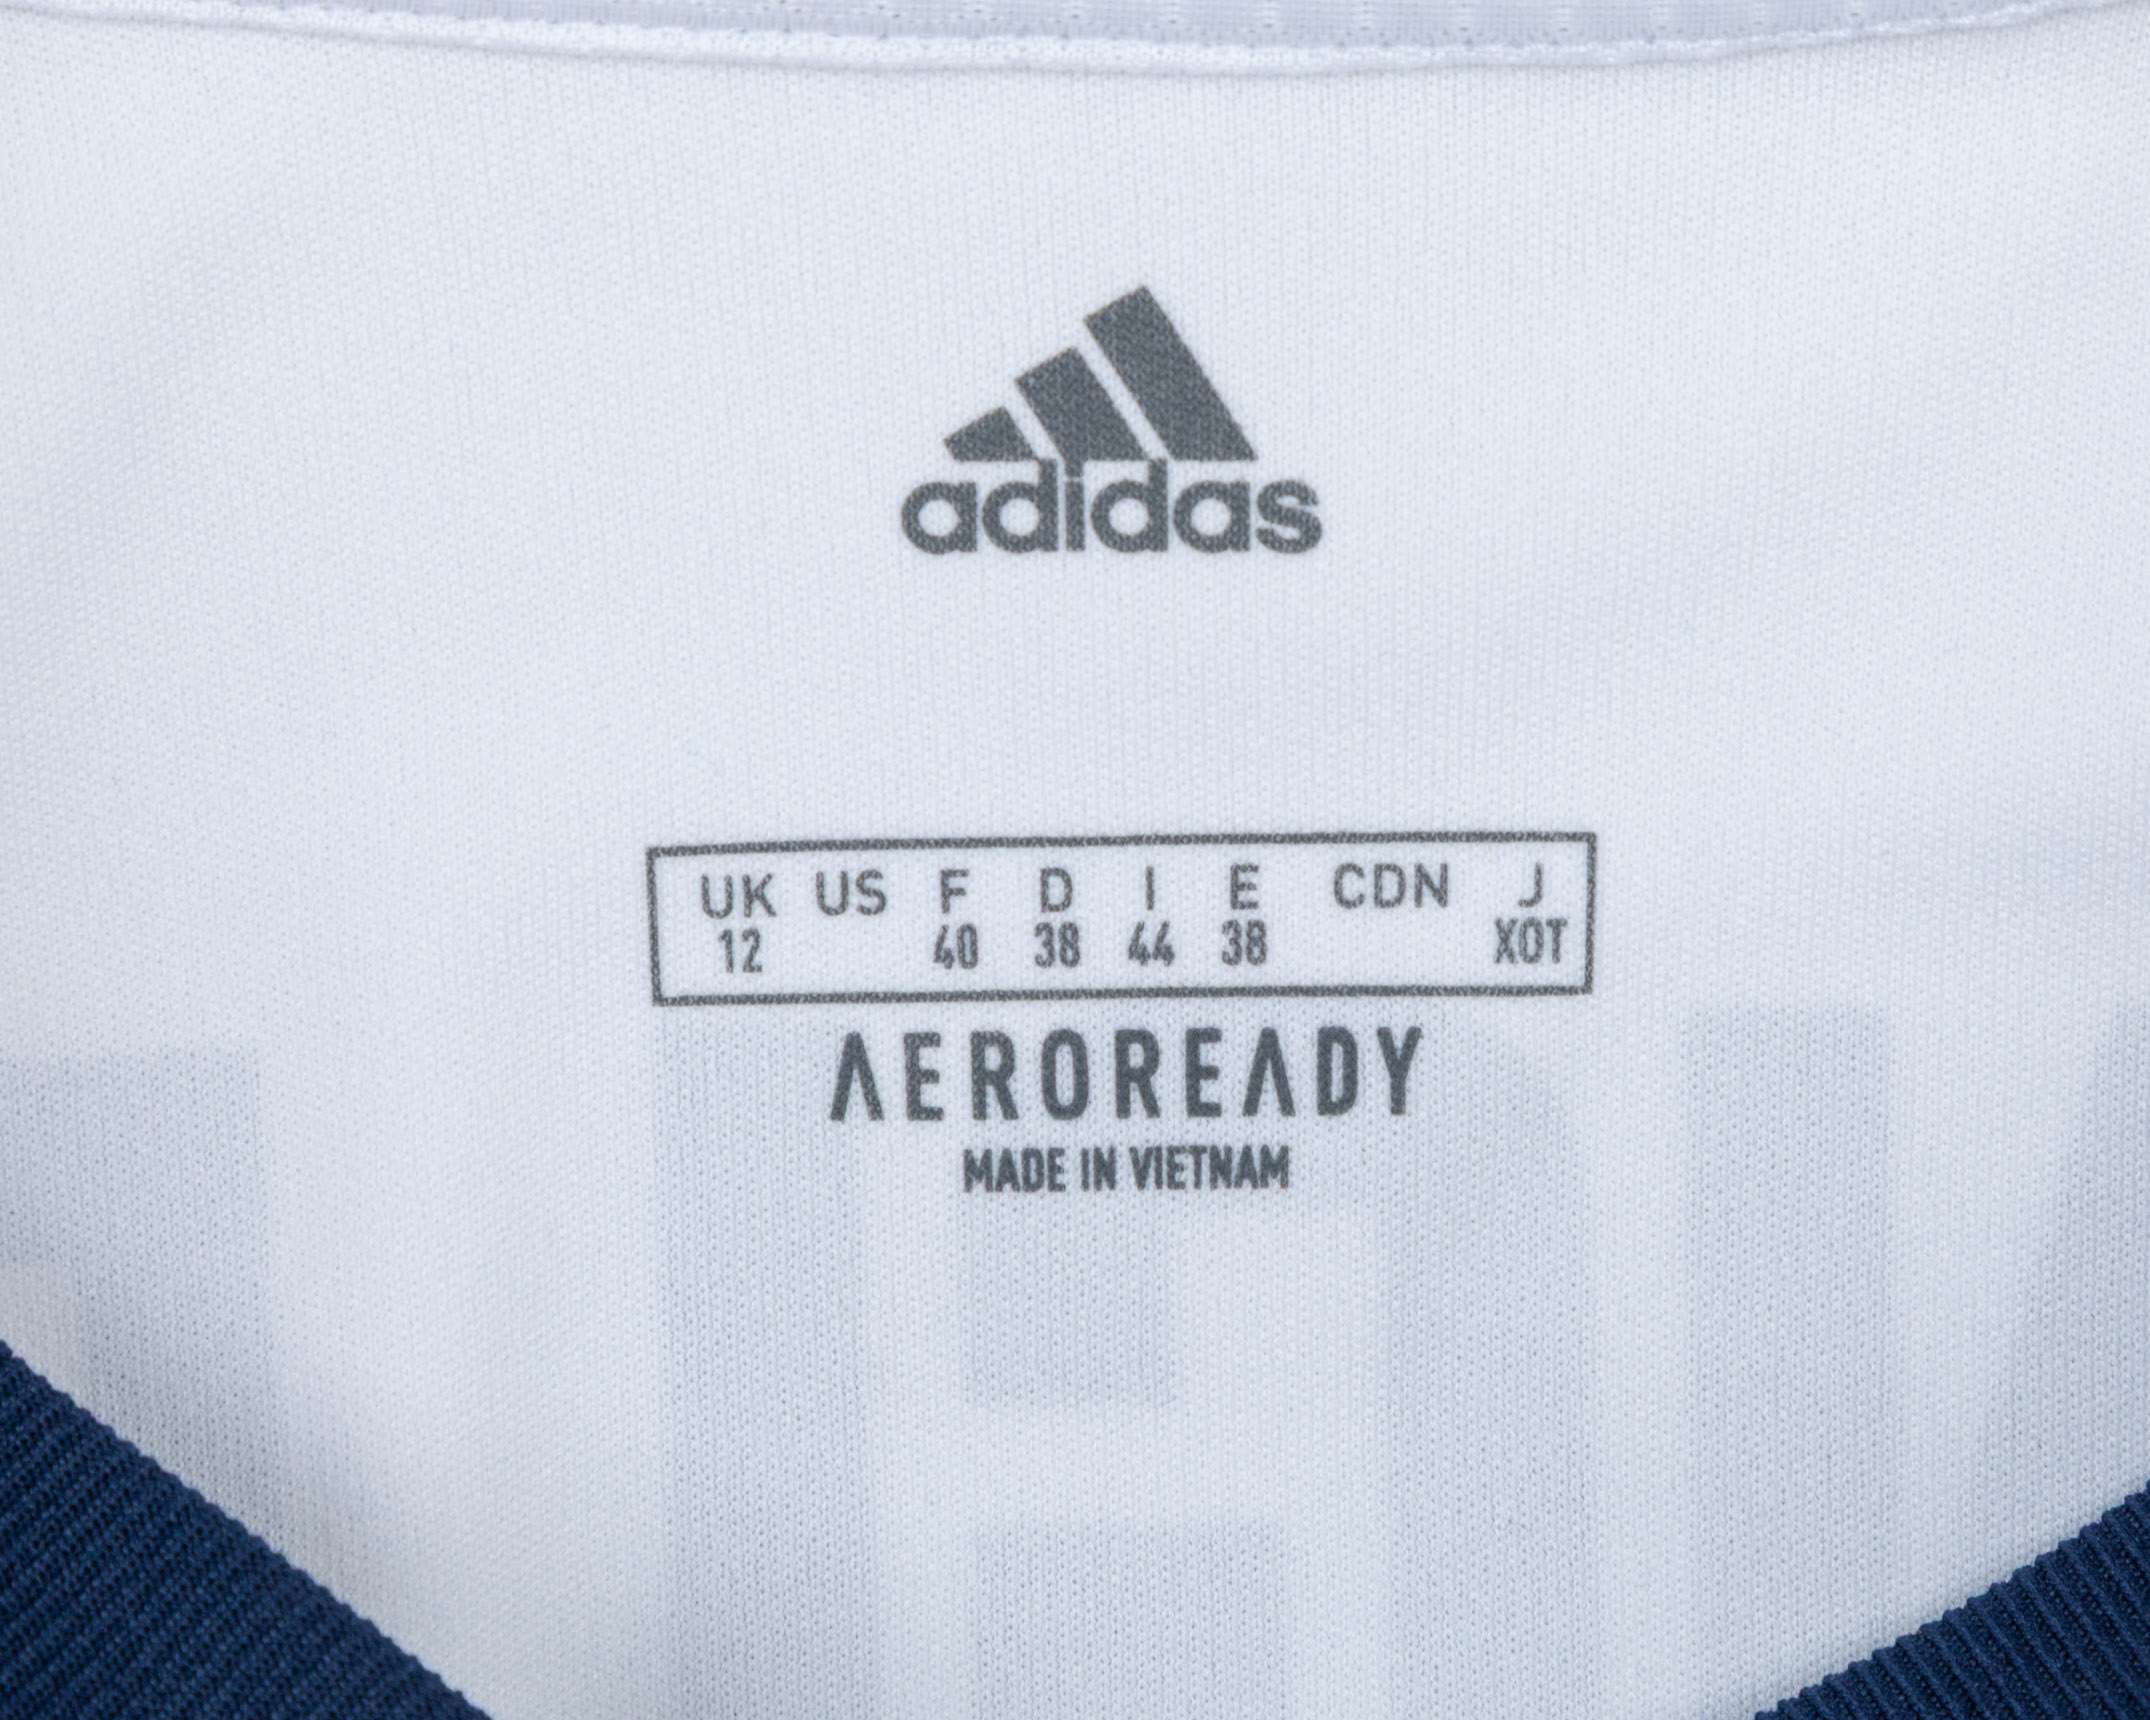 adidas
UK US F D I E CDN J
12 40 38 44 38 XOT
AEROREADY
MADE IN VIETNAM